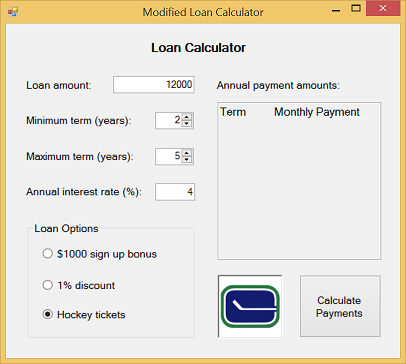 Modified Loan Calculator
Loan Calculator
Loan amount: 12000
Minimum term (years): 2
Maximum term (years): 5
Annual interest rate (%): 4
Loan Options
$1000 sign up bonus
1% discount
Hockey tickets
Annual payment amounts:
Term Monthly Payment
Calculate
Payments